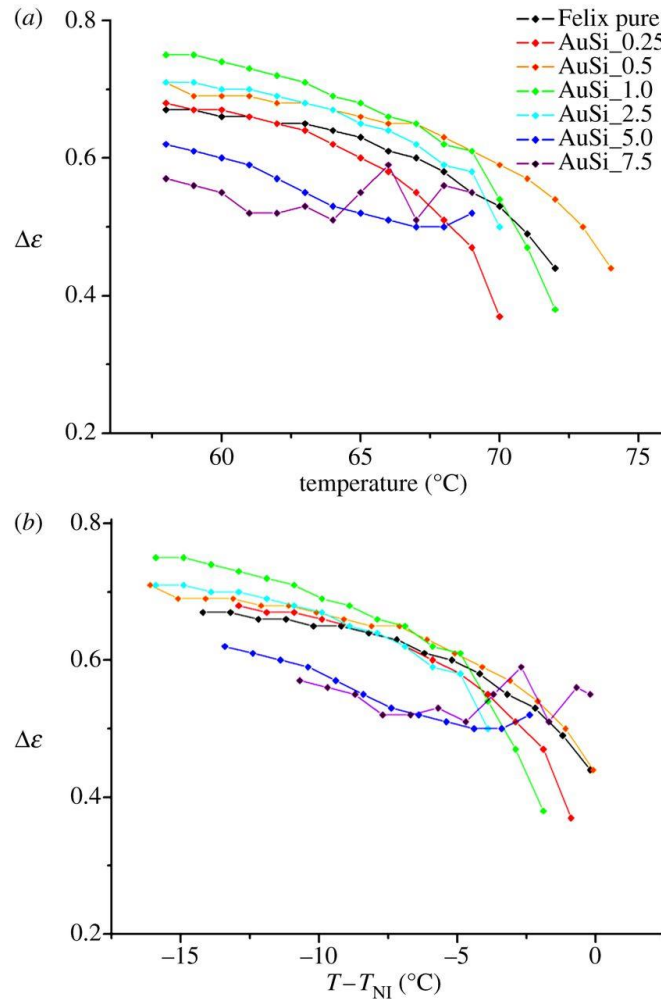 (a)
0.8
Felix pure
AuSi_0.25
AuSi_0.5
AuSi_1.0
AuSi_2.5
AuSi_5.0
AuSi_7.5
0.6
Δε
0.4
0.2
60 65 70 75
temperature (°C)
(b)
0.8
0.6
Δε
0.4
0.2
−15 −10 −5 0
T−TNI (°C)